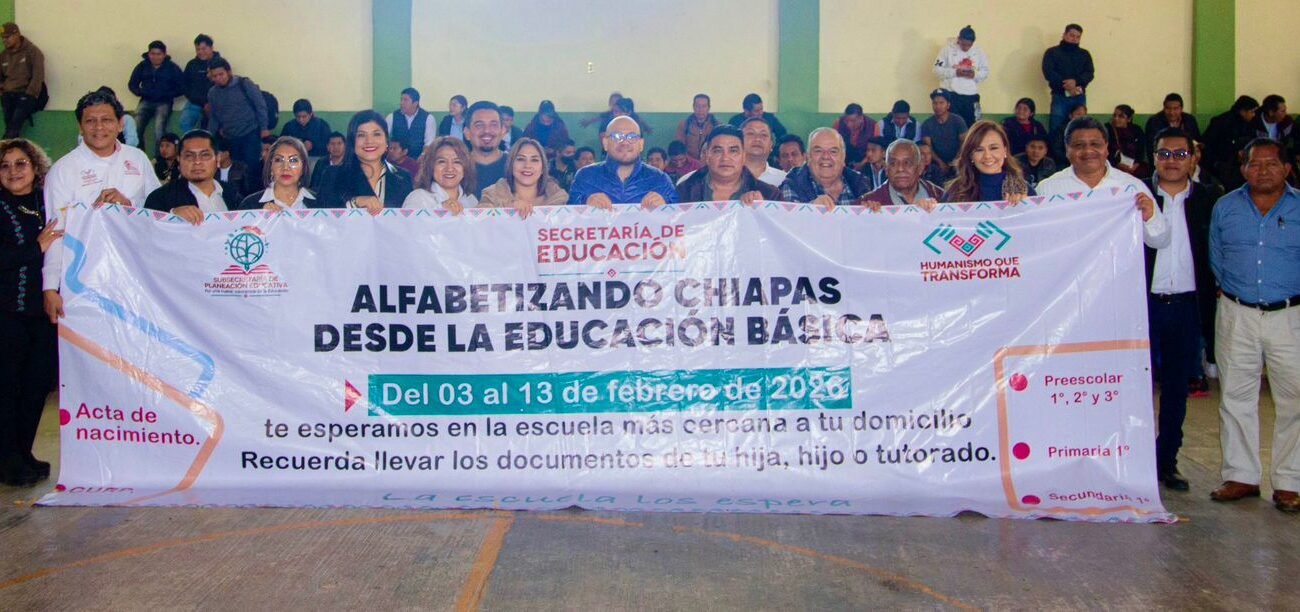 SUBSECRETARÍA DE
PLANEACIÓN EDUCATIVA
SECRETARÍA DE
EDUCACIÓN
HUMANISMO QUE
TRANSFORMA
ALFABETIZANDO CHIAPAS
DESDE LA EDUCACIÓN BÁSICA
Del 03 al 13 de febrero de 2026
te esperamos en la escuela más cercana a tu domicilio
Recuerda llevar los documentos de tu hija, hijo o tutorado.
La escuela los espera
Acta de
nacimiento.
CURP
Preescolar
1°, 2° y 3°
Primaria 1°
Secundaria 1°